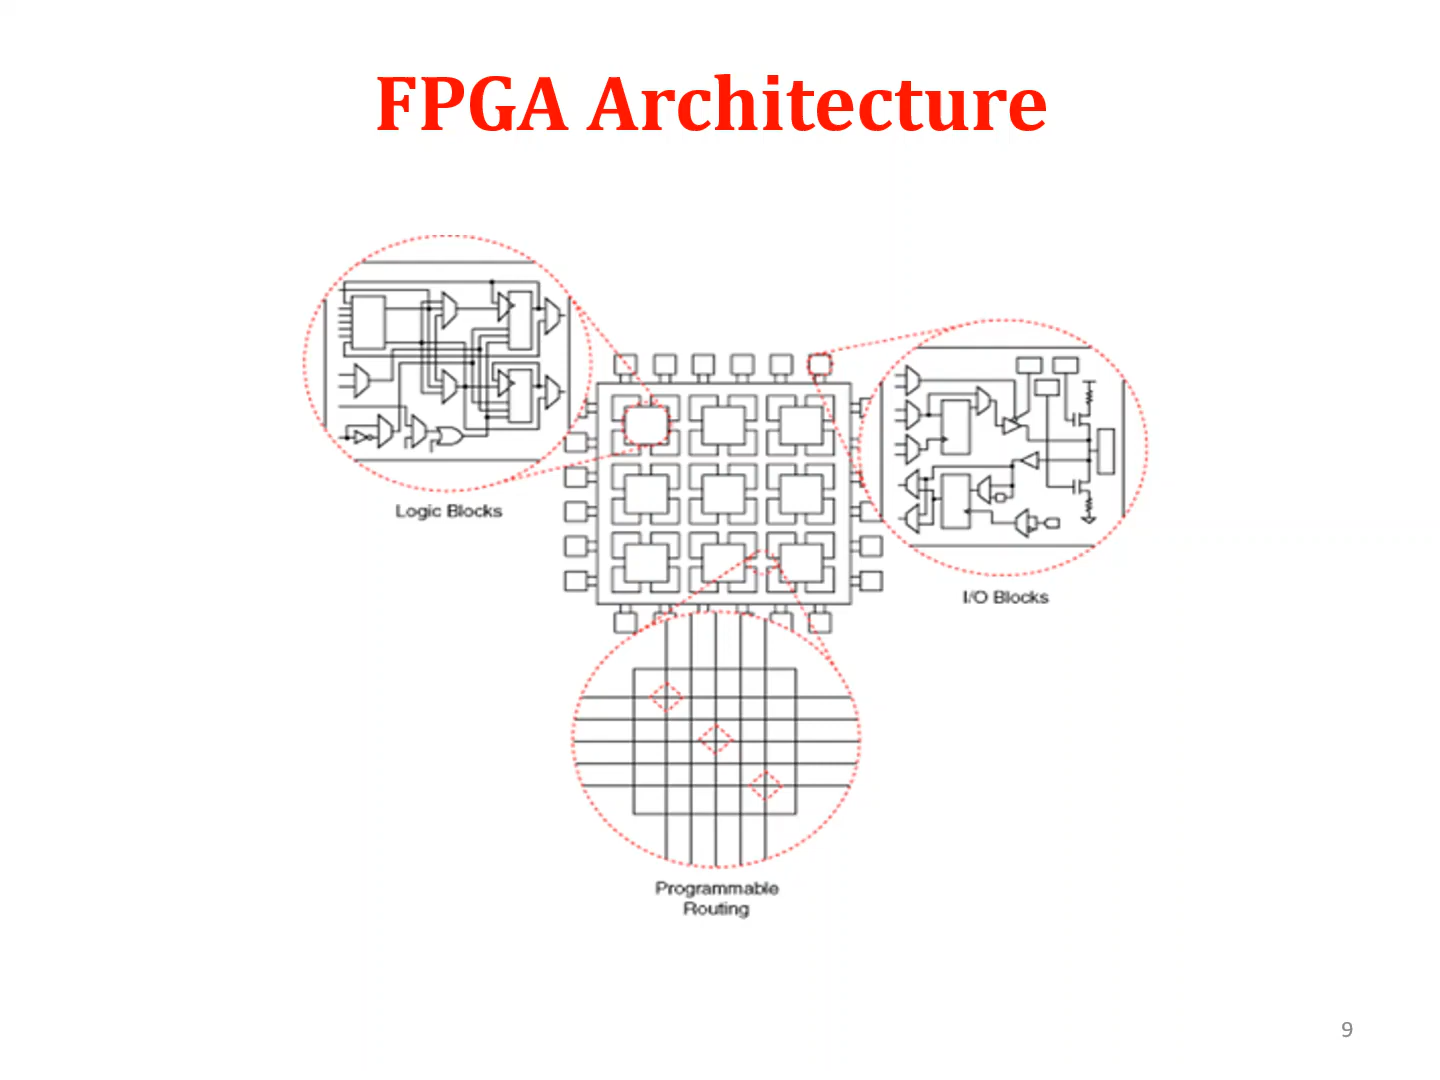 FPGA Architecture
Logic Blocks
I/O Blocks
Programmable
Routing
9